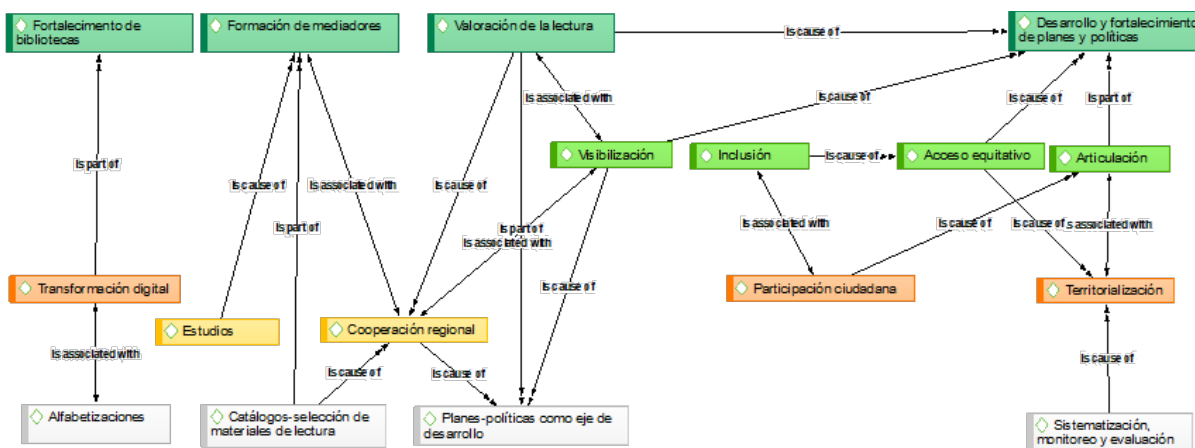 Fortalecimento de
bibliotecas
Formación de mediadores
Valoración de la lectura
Desarrollo y fortalecimiento
de planes y políticas
Is cause of
Is associated with
Is cause of
Is cause of
Is part of
Visibilización
Inclusión
Is cause of
Acceso equitativo
Articulación
Is part of
Is cause of
Is associated with
Is cause of
Is part of
Is part of
Is associated with
Is cause of
Is associated with
Is cause of
Is cause of
Is associated with
Transformación digital
Is cause of
Participación ciudadana
Territorialización
Estudios
Cooperación regional
Is associated with
Is cause of
Is cause of
Is cause of
Alfabetizaciones
Catálogos-selección de
materiales de lectura
Planes-políticas como eje de
desarrollo
Sistematización,
monitoreo y evaluación